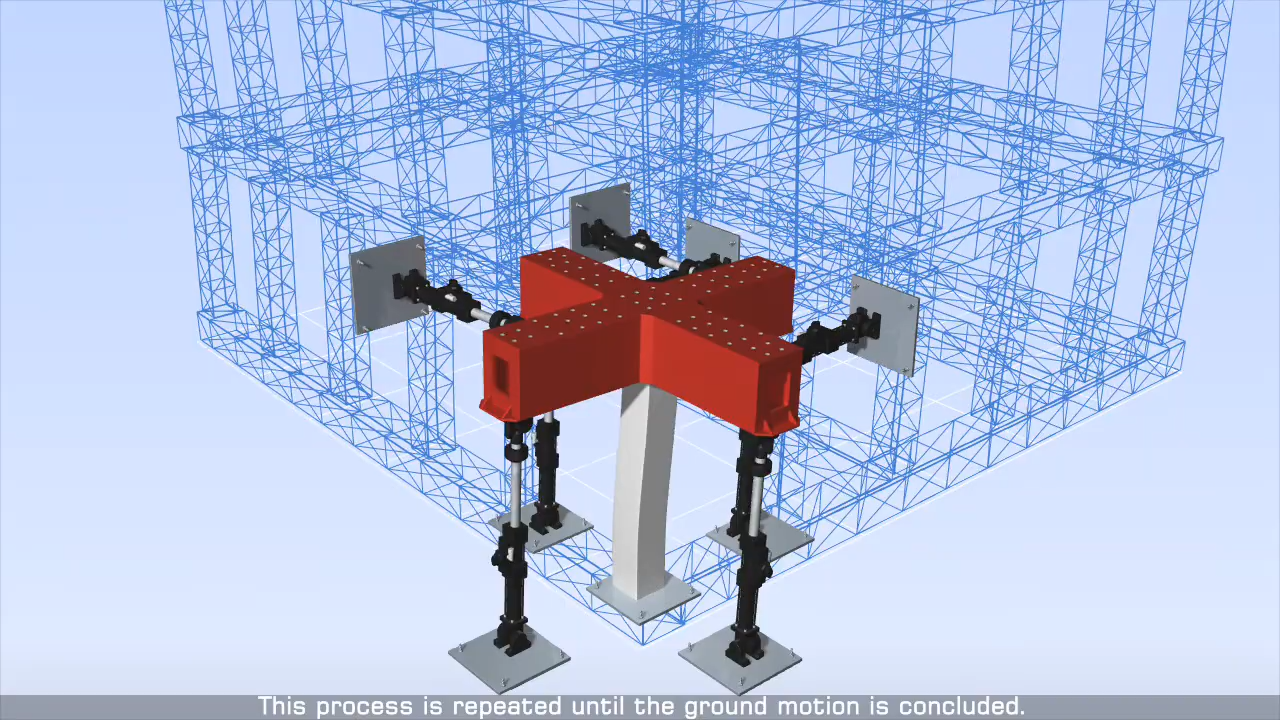 This process is repeated until the ground motion is concluded.